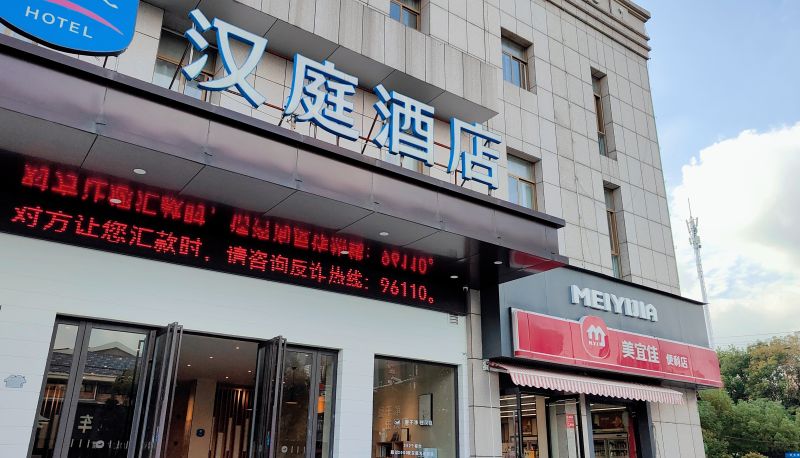 HOTEL
汉庭酒店
对方让您汇款时，请咨询反诈热线：96110。
MEIYIJIA
美宜佳 便利店